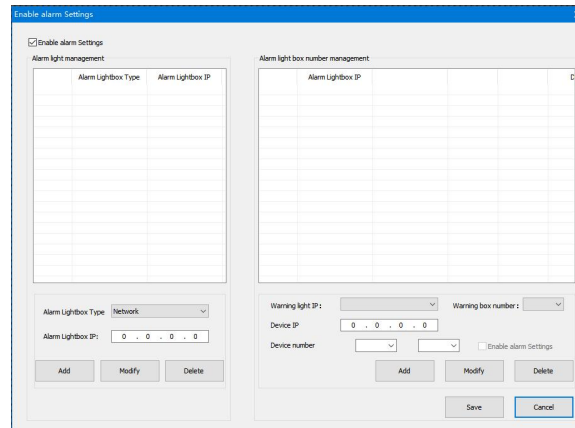 Enable alarm Settings
Enable alarm Settings
Alarm light management
Alarm Lightbox Type Alarm Lightbox IP
Alarm Lightbox Type Network
Alarm Lightbox IP: 0 . 0 . 0 . 0
Add Modify Delete
Alarm light box number management
Alarm Lightbox IP D
Warning light IP: Warning box number:
Device IP 0 . 0 . 0 . 0
Device number Enable alarm Settings
Add Modify Delete
Save Cancel